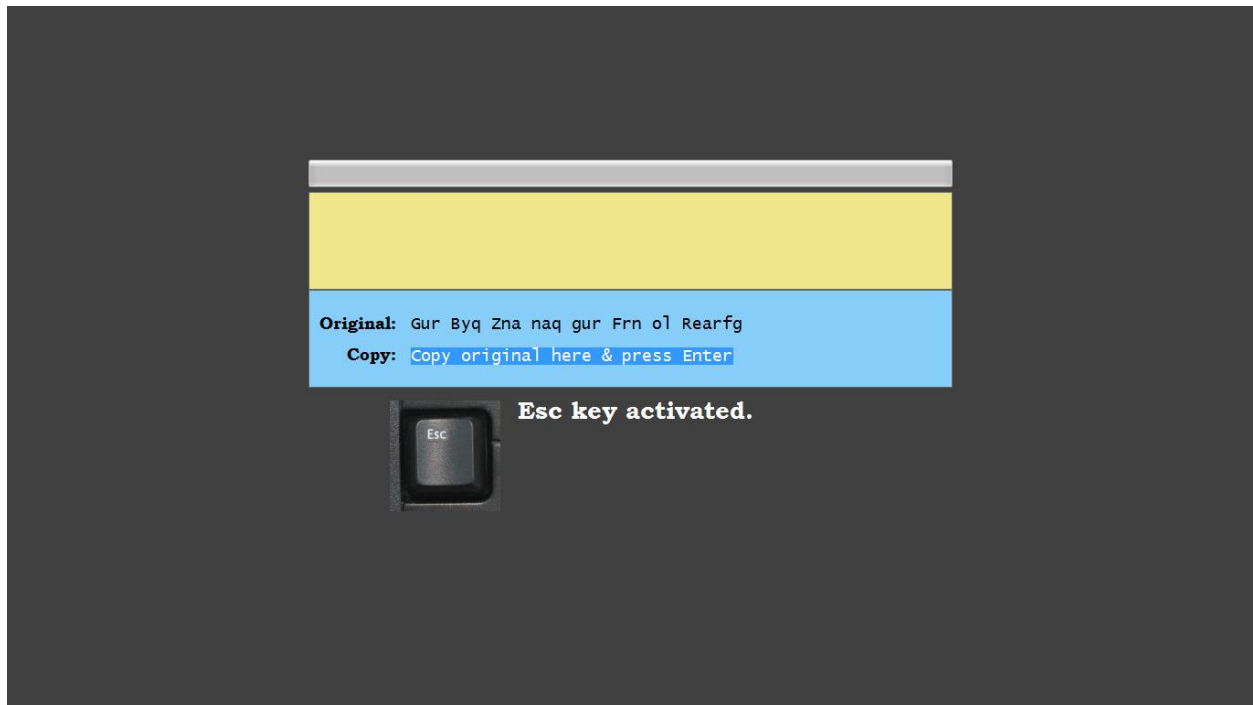 Original: Gur Byq Zna naq gur Frn ol Rearfg
Copy: Copy original here & press Enter
Esc key activated.
Esc